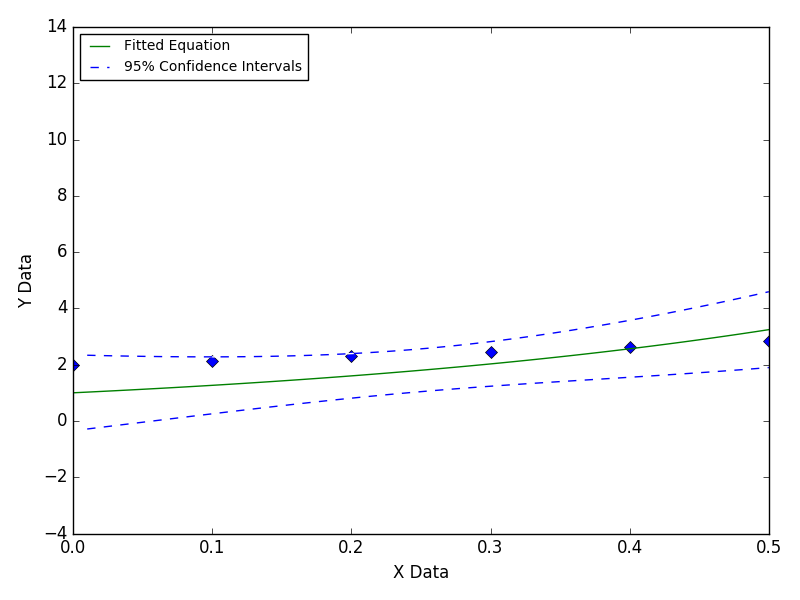 Fitted Equation
95% Confidence Intervals
14
12
10
8
6
4
2
0
−2
−4
Y Data
0.0 0.1 0.2 0.3 0.4 0.5
X Data